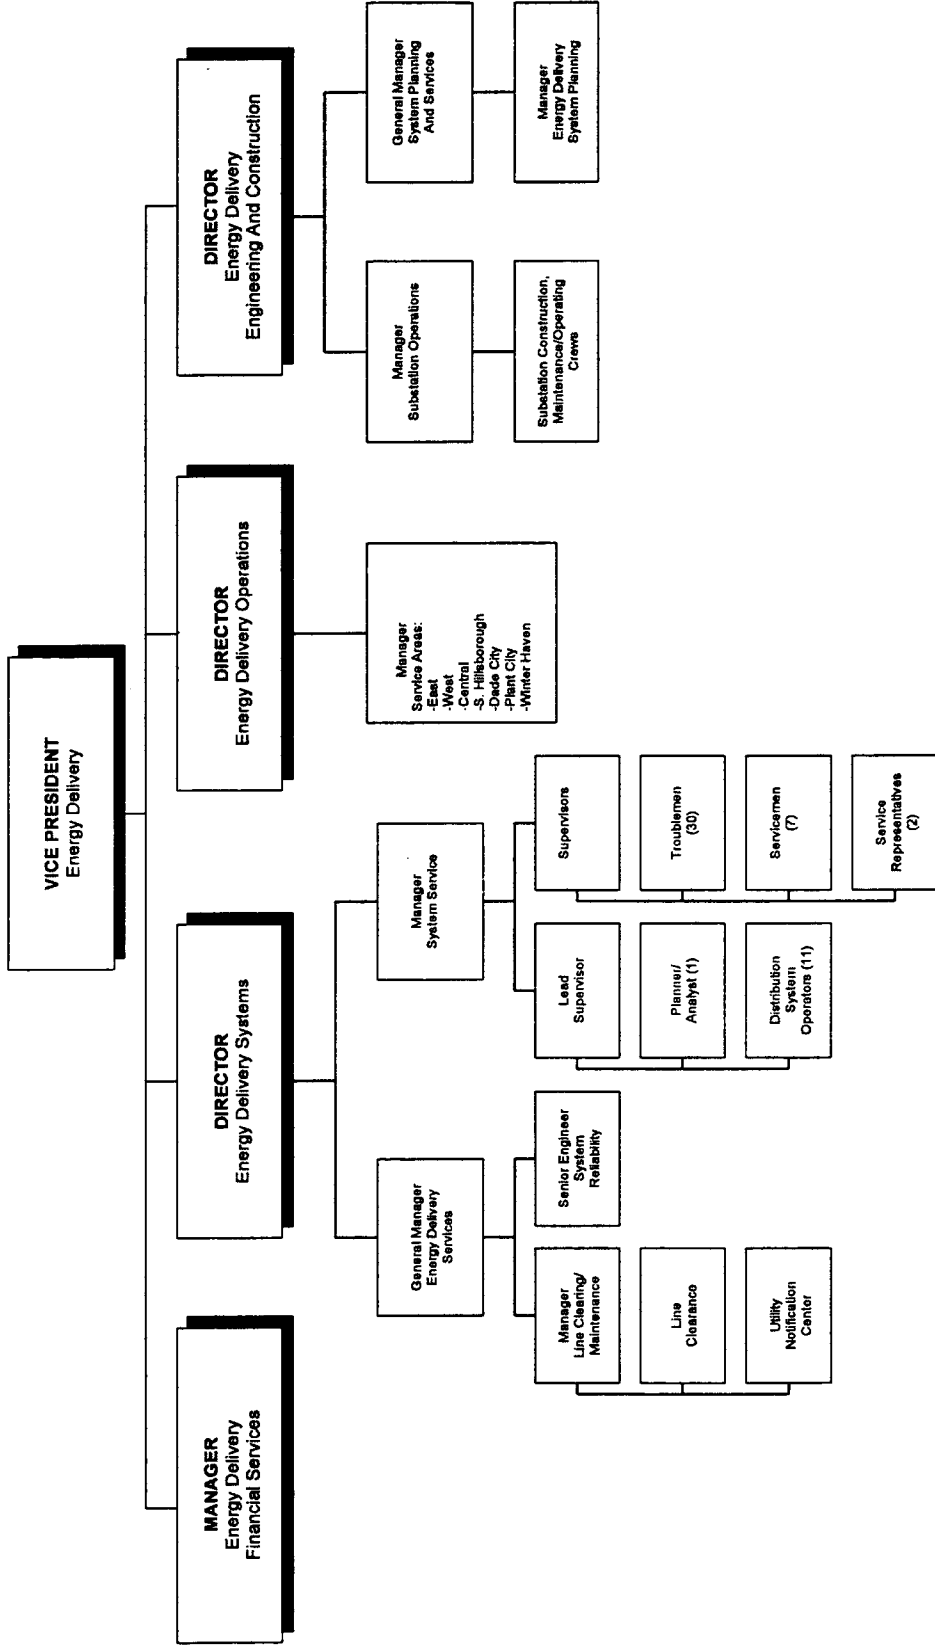 VICE PRESIDENT
Energy Delivery
MANAGER
Energy Delivery
Financial Services
DIRECTOR
Energy Delivery Systems
DIRECTOR
Energy Delivery Operations
DIRECTOR
Energy Delivery
Engineering And Construction
General Manager
Energy Delivery
Services
Manager
System Service
Manager
Service Areas:
-East
-West
-Central
-S. Hillsborough
-Dade City
-Plant City
-Winter Haven
Manager
Substation Operations
General Manager
System Planning
And Services
Substation Construction,
Maintenance/Operating
Crews
Manager
Energy Delivery
System Planning
Manager
Line Clearing/
Maintenance
Senior Engineer
System
Reliability
Lead
Supervisor
Supervisors
Line
Clearance
Planner/
Analyst (1)
Troublemen
(30)
Utility
Notification
Center
Distribution
System
Operators (11)
Servicemen
(7)
Service
Representatives
(2)